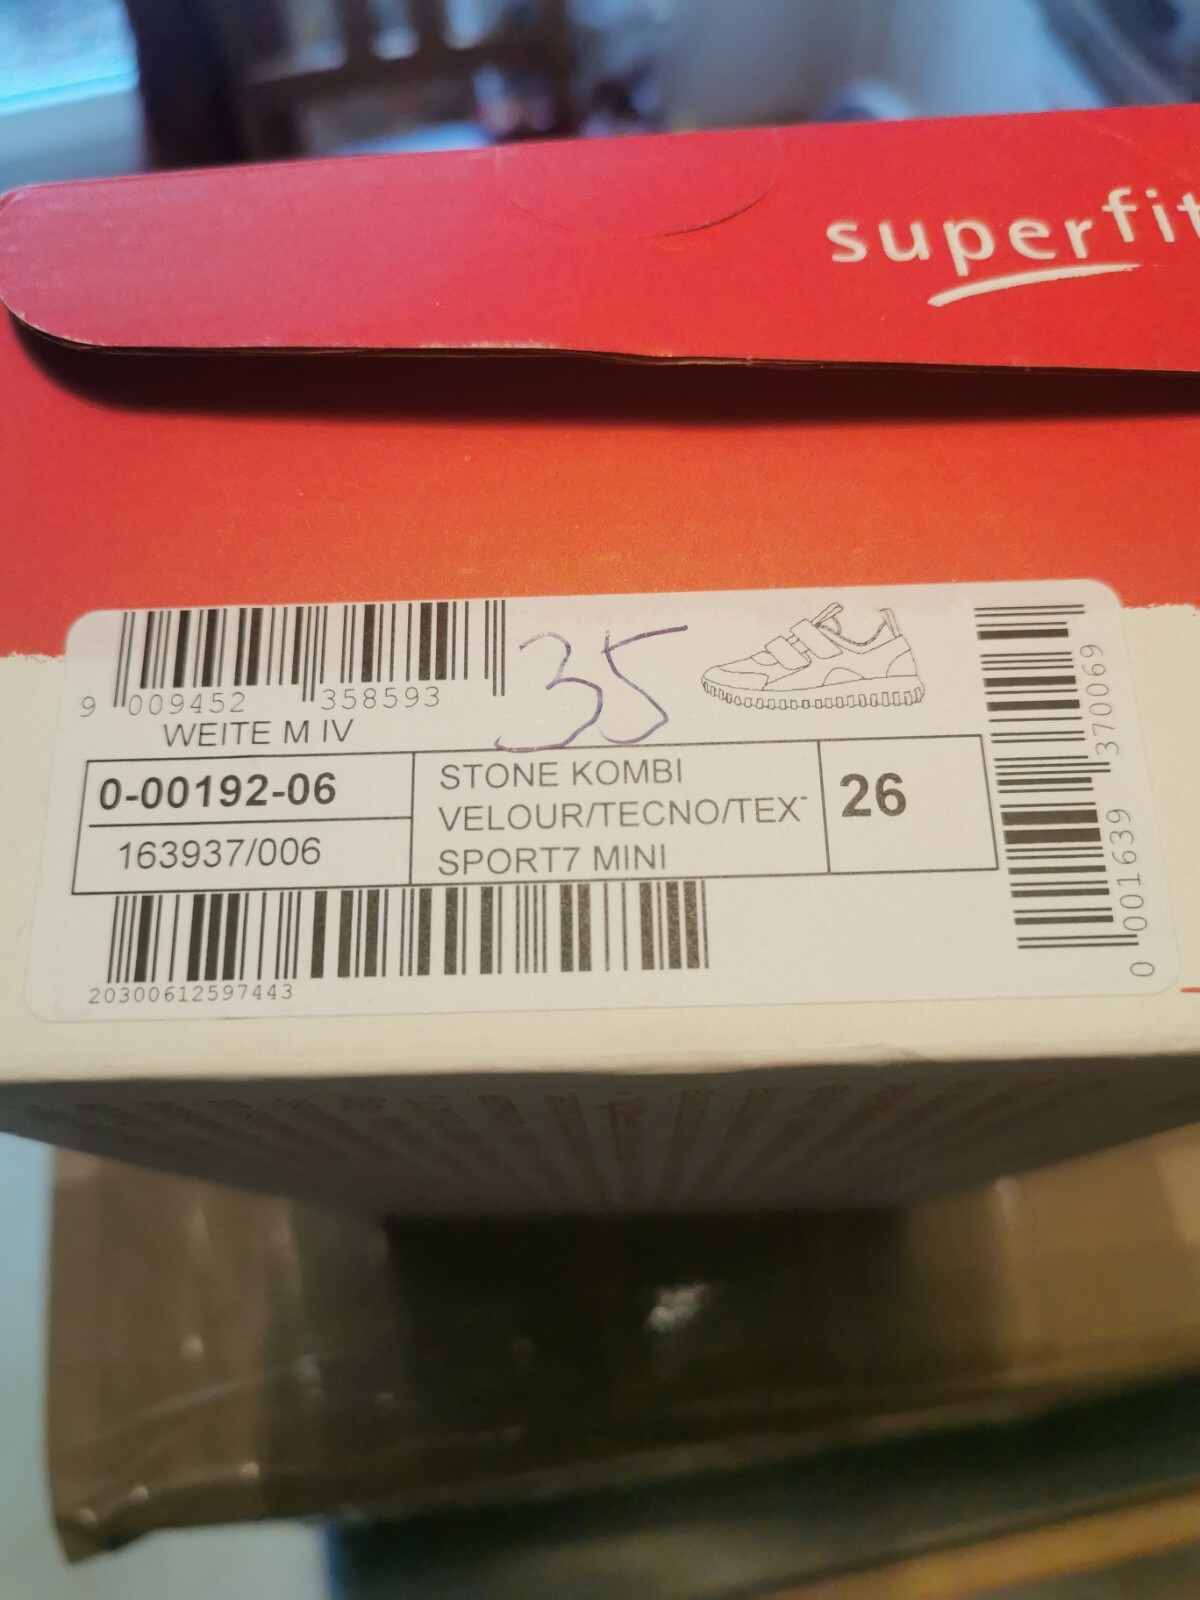 superfit
9 009452 358593
35
WEITE M IV
0-00192-06
163937/006
STONE KOMBI
VELOUR/TECNO/TEX
SPORT7 MINI
26
20300612597443
0 001639 370069